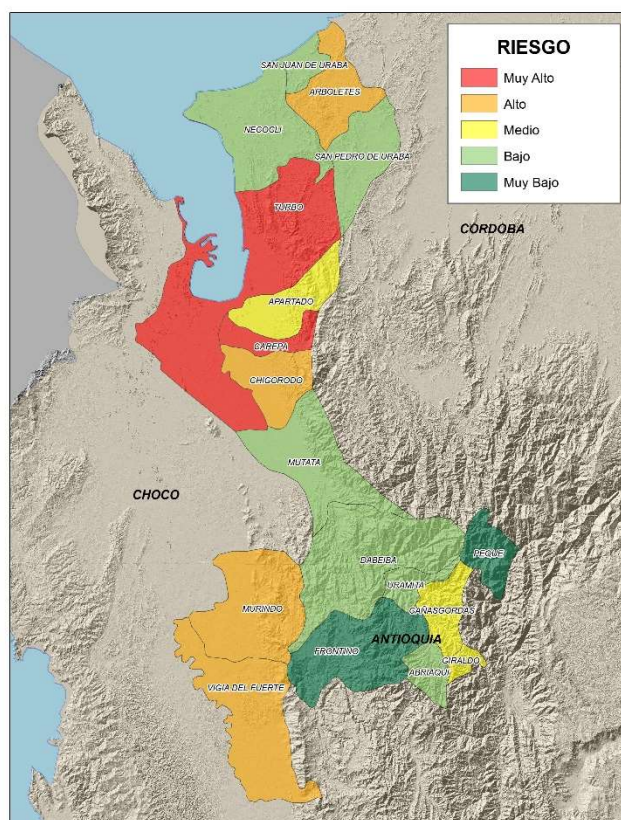 RIESGO
Muy Alto
Alto
Medio
Bajo
Muy Bajo
SAN JUAN DE URABA
ARBOLETES
NECOCLI
SAN PEDRO DE URABA
TURBO
CORDOBA
APARTADO
CAREPA
CHIGORODO
MUTATA
CHOCO
DABEIBA
PEQUE
URAMITA
CAÑASGORDAS
MURINDO
ANTIOQUIA
FRONTINO
GIRALDO
ABRIAQUI
VIGIA DEL FUERTE